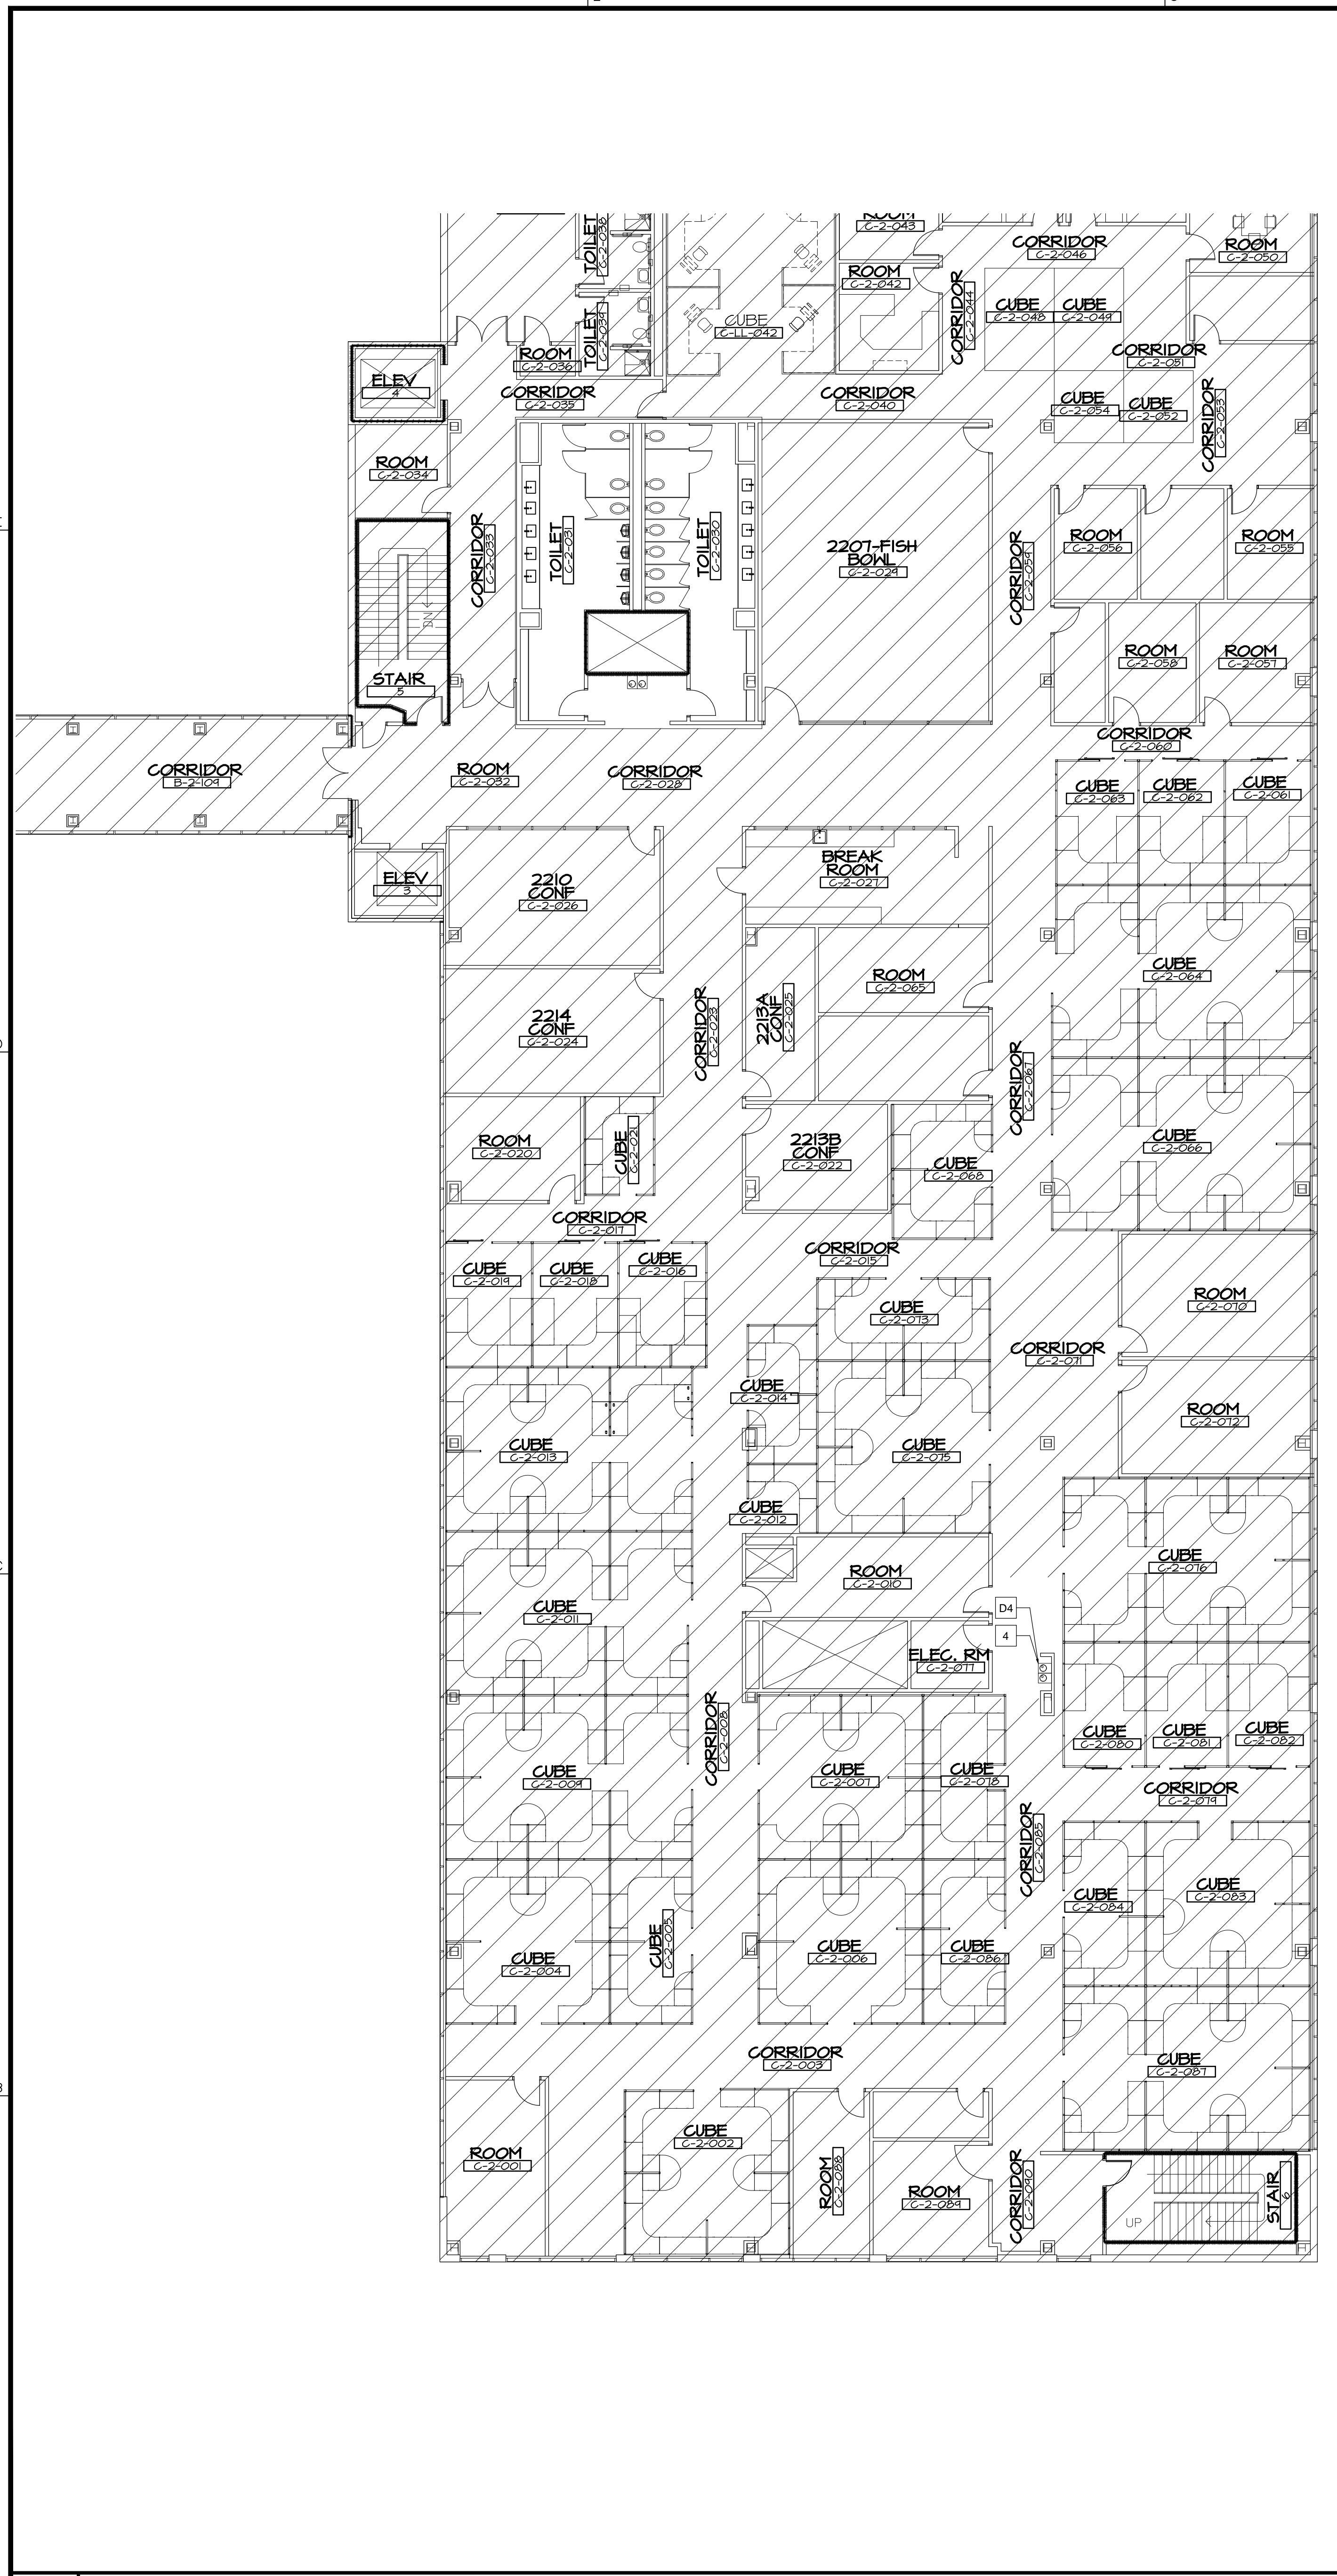 ROOM
C-2-043
TOILET
C-2-038
CORRIDOR
C-2-046
ROOM
C-2-050
ROOM
C-2-042
CORRIDOR
C-2-044
CUBE
C-2-048
CUBE
C-2-049
TOILET
C-2-039
CUBE
C-LL-042
ROOM
C-2-036
CORRIDOR
C-2-051
ELEV
4
CORRIDOR
C-2-035
CORRIDOR
C-2-040
CUBE
C-2-054
CUBE
C-2-052
CORRIDOR
C-2-053
ROOM
C-2-034
CORRIDOR
C-2-033
TOILET
C-2-031
TOILET
C-2-030
2207-FISH
BOWL
C-2-029
CORRIDOR
C-2-059
ROOM
C-2-056
ROOM
C-2-055
DN
STAIR
5
ROOM
C-2-058
ROOM
C-2-057
CORRIDOR
C-2-060
CORRIDOR
B-2-109
ROOM
C-2-032
CORRIDOR
C-2-028
CUBE
C-2-063
CUBE
C-2-062
CUBE
C-2-061
ELEV
3
2210
CONF
C-2-026
BREAK
ROOM
C-2-027
2214
CONF
C-2-024
CORRIDOR
C-2-023
2213A
CONF
C-2-025
ROOM
C-2-065
CUBE
C-2-064
CORRIDOR
C-2-067
ROOM
C-2-020
CUBE
C-2-021
2213B
CONF
C-2-022
CUBE
C-2-068
CUBE
C-2-066
CORRIDOR
C-2-017
CORRIDOR
C-2-015
CUBE
C-2-019
CUBE
C-2-018
CUBE
C-2-016
ROOM
C-2-070
CUBE
C-2-073
CORRIDOR
C-2-071
CUBE
C-2-014
ROOM
C-2-072
CUBE
C-2-013
CUBE
C-2-075
CUBE
C-2-012
ROOM
C-2-010
CUBE
C-2-076
CUBE
C-2-011
D4
4
ELEC. RM
C-2-077
CORRIDOR
C-2-008
CUBE
C-2-080
CUBE
C-2-081
CUBE
C-2-082
CUBE
C-2-009
CUBE
C-2-007
CUBE
C-2-078
CORRIDOR
C-2-079
CORRIDOR
C-2-085
CUBE
C-2-084
CUBE
C-2-083
CUBE
C-2-004
CUBE
C-2-005
CUBE
C-2-006
CUBE
C-2-086
CORRIDOR
C-2-003
CUBE
C-2-087
ROOM
C-2-001
CUBE
C-2-002
ROOM
C-2-088
ROOM
C-2-089
CORRIDOR
C-2-090
UP
STAIR
6